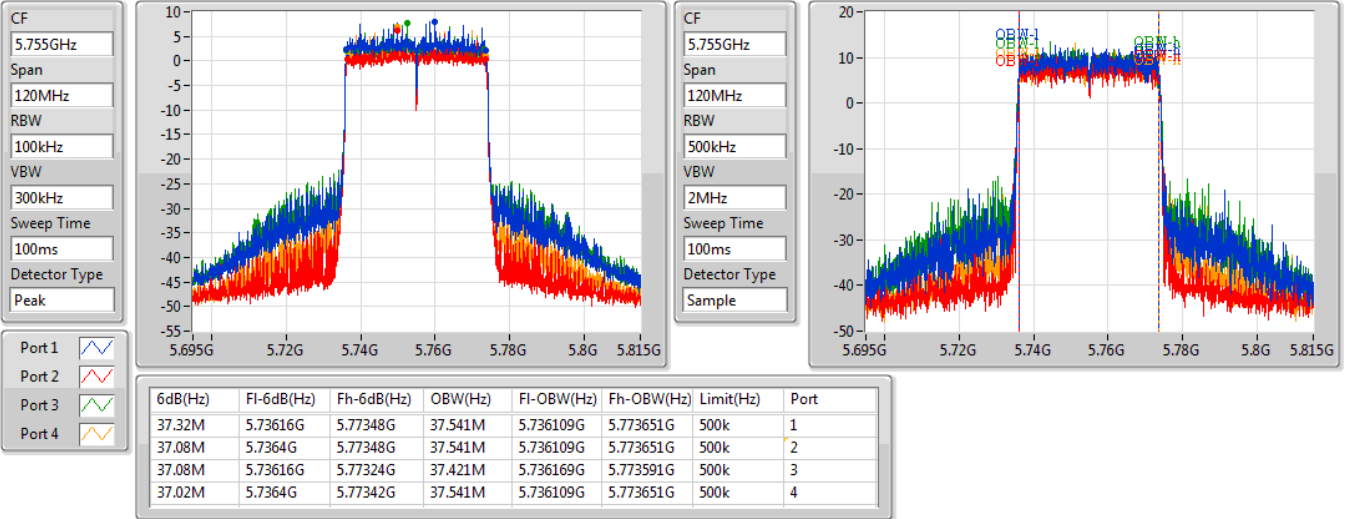 CF
5.755GHz
Span
120MHz
RBW
100kHz
VBW
300kHz
Sweep Time
100ms
Detector Type
Peak
10
5
0
-5
-10
-15
-20
-25
-30
-35
-40
-45
-50
-55
5.695G 5.72G 5.74G 5.76G 5.78G 5.8G 5.815G
CF
5.755GHz
Span
120MHz
RBW
500kHz
VBW
2MHz
Sweep Time
100ms
Detector Type
Sample
20
10
0
-10
-20
-30
-40
-50
OBW-l OBW-h
5.695G 5.72G 5.74G 5.76G 5.78G 5.8G 5.815G
Port 1
Port 2
Port 3
Port 4
6dB(Hz) Fl-6dB(Hz) Fh-6dB(Hz) OBW(Hz) Fl-OBW(Hz) Fh-OBW(Hz) Limit(Hz) Port
37.32M 5.73616G 5.77348G 37.541M 5.736109G 5.773651G 500k 1
37.08M 5.7364G 5.77348G 37.541M 5.736109G 5.773651G 500k 2
37.08M 5.73616G 5.77324G 37.421M 5.736169G 5.773591G 500k 3
37.02M 5.7364G 5.77342G 37.541M 5.736109G 5.773651G 500k 4